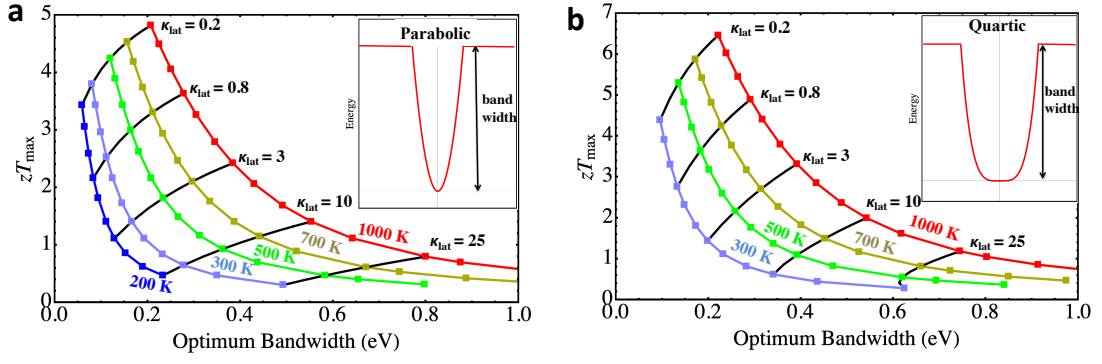 a
5
4
3
2
1
0
0.0
0.2
0.4
0.6
0.8
1.0
zTmax
Optimum Bandwidth (eV)
κlat = 0.2
κlat = 0.8
κlat = 3
κlat = 10
κlat = 25
1000 K
700 K
500 K
300 K
200 K
Parabolic
Energy
band
width
b
7
6
5
4
3
2
1
0
0.0
0.2
0.4
0.6
0.8
1.0
zTmax
Optimum Bandwidth (eV)
κlat = 0.2
κlat = 0.8
κlat = 3
κlat = 10
κlat = 25
1000 K
700 K
500 K
300 K
Quartic
Energy
band
width